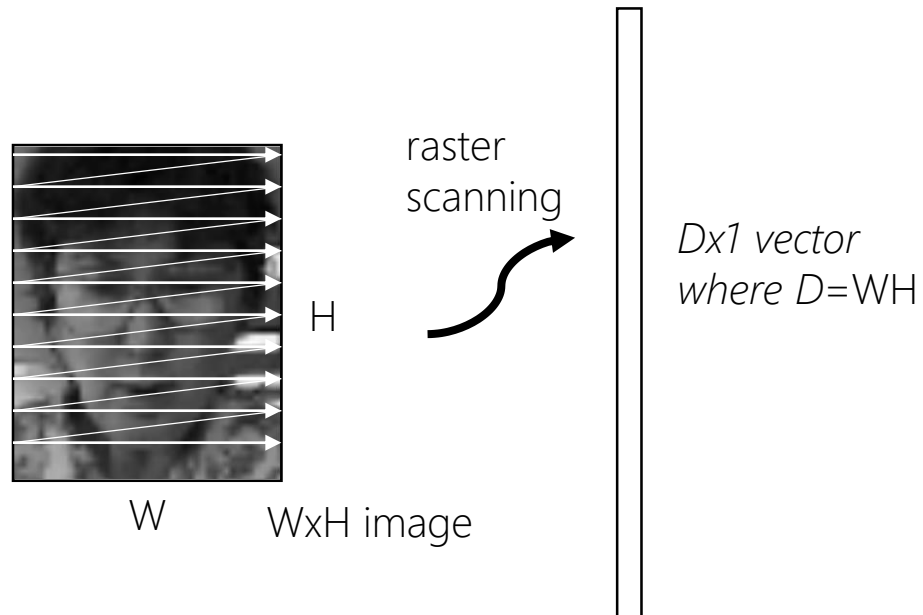 raster
scanning
Dx1 vector
where D=WH
H
W
WxH image